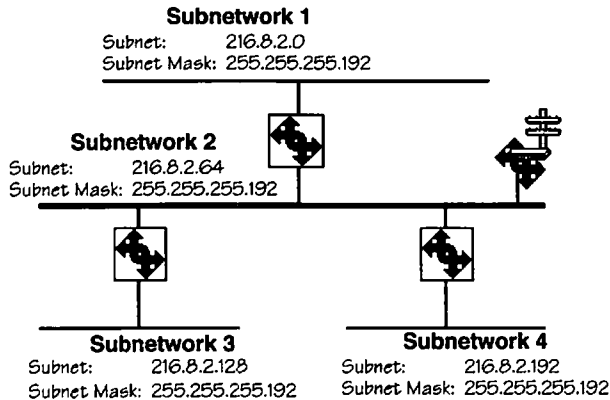 Subnetwork 1
Subnet: 216.8.2.0
Subnet Mask: 255.255.255.192
Subnetwork 2
Subnet: 216.8.2.64
Subnet Mask: 255.255.255.192
Subnetwork 3
Subnet: 216.8.2.128
Subnet Mask: 255.255.255.192
Subnetwork 4
Subnet: 216.8.2.192
Subnet Mask: 255.255.255.192